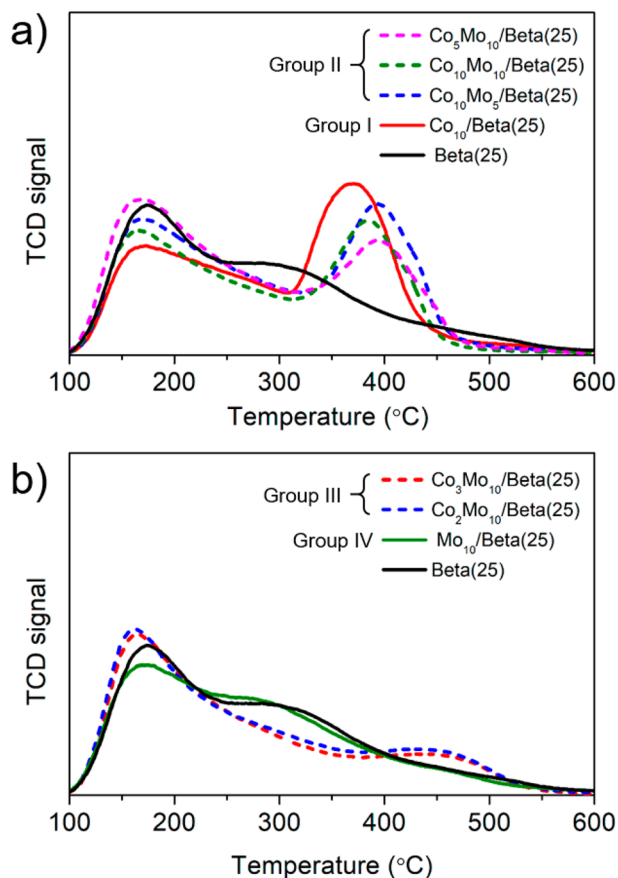 a)
Co₅Mo₁₀/Beta(25)
Group II
Co₁₀Mo₁₀/Beta(25)
Co₁₀Mo₅/Beta(25)
Group I
Co₁₀/Beta(25)
Beta(25)
TCD signal
100 200 300 400 500 600
Temperature (°C)
b)
Co₃Mo₁₀/Beta(25)
Group III
Co₂Mo₁₀/Beta(25)
Group IV
Mo₁₀/Beta(25)
Beta(25)
TCD signal
100 200 300 400 500 600
Temperature (°C)